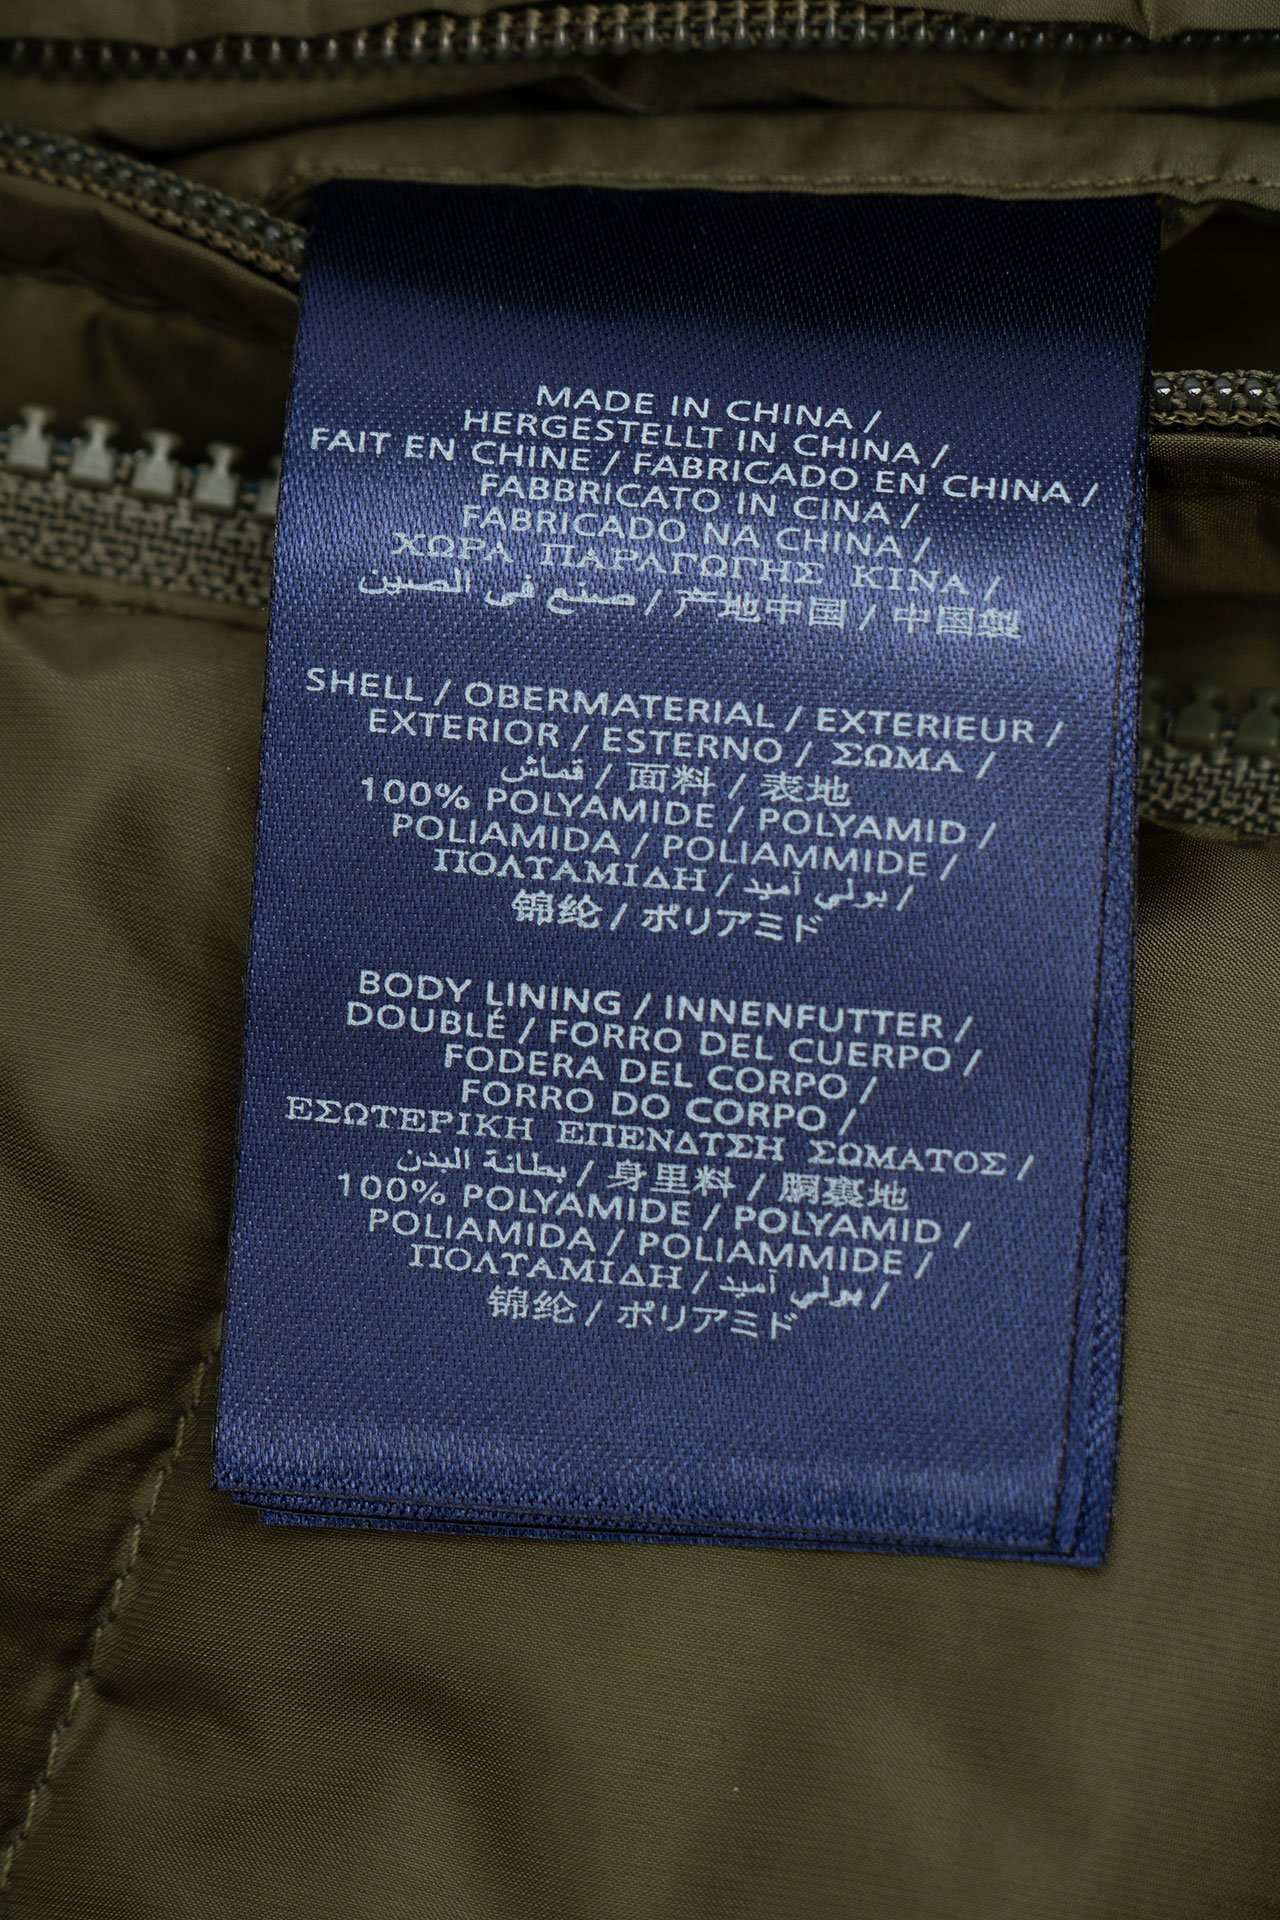 MADE IN CHINA /
HERGESTELLT IN CHINA /
FAIT EN CHINE / FABRICADO EN CHINA /
FABBRICATO IN CINA /
FABRICADO NA CHINA /
ΧΩΡΑ ΠΑΡΑΓΩΓΗΣ ΚΙΝΑ /
صنع في الصين / 产地中国 / 中国製
SHELL / OBERMATERIAL / EXTERIEUR /
EXTERIOR / ESTERNO / ΣΩΜΑ /
قماش / 面料 / 表地
100% POLYAMIDE / POLYAMID /
POLIAMIDA / POLIAMMIDE /
ΠΟΛΥΑΜΙΔΗ / بولي آميد /
锦纶 / ポリアミド
BODY LINING / INNENFUTTER /
DOUBLÉ / FORRO DEL CUERPO /
FODERA DEL CORPO /
FORRO DO CORPO /
ΕΣΩΤΕΡΙΚΗ ΕΠΕΝΔΥΣΗ ΣΩΜΑΤΟΣ /
بطانة البدن / 身里料 / 胴裏地
100% POLYAMIDE / POLYAMID /
POLIAMIDA / POLIAMMIDE /
ΠΟΛΥΑΜΙΔΗ / بولي آميد /
锦纶 / ポリアミド